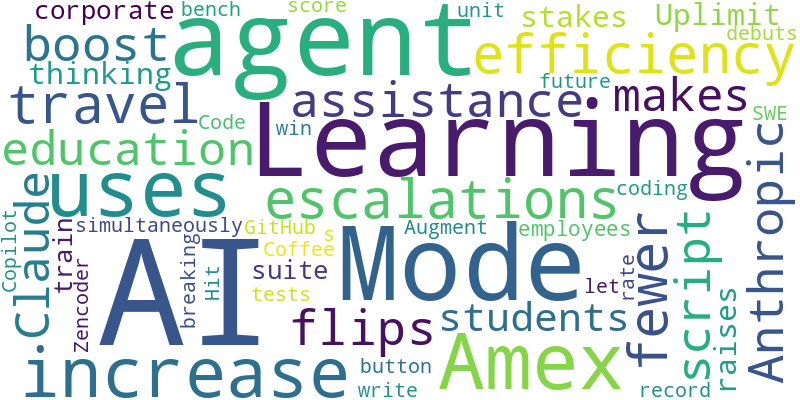 corporate bench score unit
agent stakes Uplimit
boost efficiency debuts
thinking future
travel assistance makes
Code win SWE
education Learning
uses escalations coding
Claude Anthropic
simultaneously GitHub s Augment employees
Copilot train AI Mode fewer script
Coffee
Zencoder breaking Hit suite let rate
tests
flips students raises
increase button Amex
write record